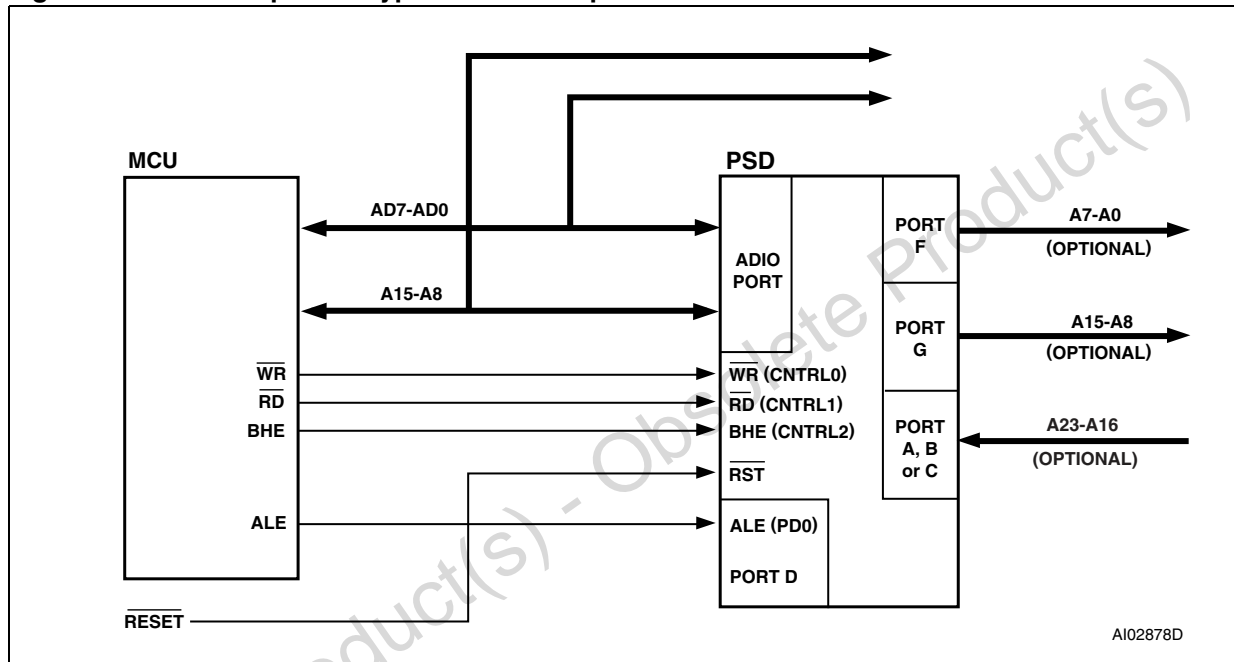 MCU
PSD
AD7-AD0
A15-A8
ADIO
PORT
PORT
F
A7-A0
(OPTIONAL)
PORT
G
A15-A8
(OPTIONAL)
PORT
A, B
or C
A23-A16
(OPTIONAL)
WR
RD
BHE
ALE
WR (CNTRL0)
RD (CNTRL1)
BHE (CNTRL2)
RST
ALE (PD0)
PORT D
RESET
AI02878D
- Obsolete Product(s)